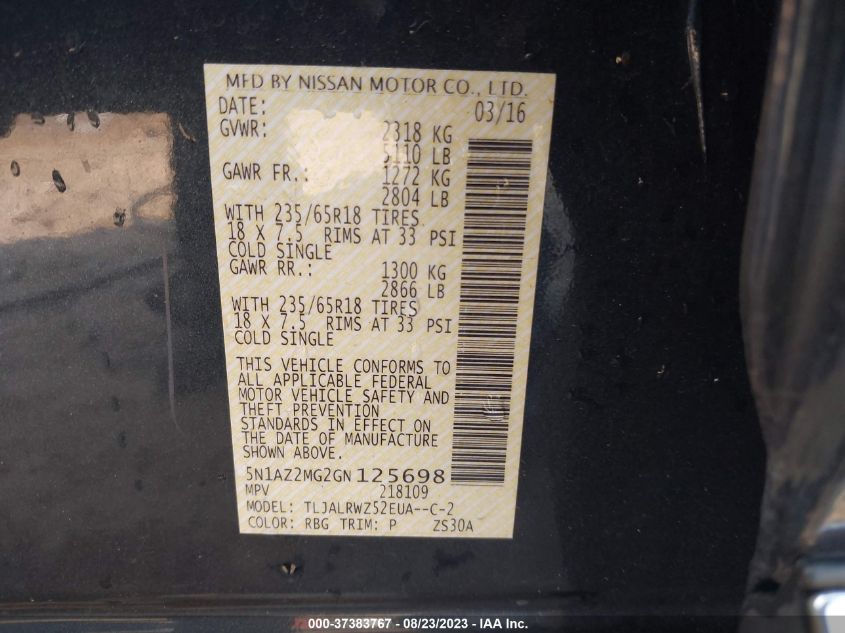 MFD BY NISSAN MOTOR CO., LTD.
DATE: 03/16
GVWR: 2318 KG
5110 LB
GAWR FR.: 1272 KG
2804 LB
WITH 235/65R18 TIRES
18 X 7.5 RIMS AT 33 PSI
COLD SINGLE
GAWR RR.: 1300 KG
2866 LB
WITH 235/65R18 TIRES
18 X 7.5 RIMS AT 33 PSI
COLD SINGLE
THIS VEHICLE CONFORMS TO
ALL APPLICABLE FEDERAL
MOTOR VEHICLE SAFETY AND
THEFT PREVENTION
STANDARDS IN EFFECT ON
THE DATE OF MANUFACTURE
SHOWN ABOVE.
5N1AZ2MG2GN 125698
MPV 218109
MODEL: TLJALRWZ52EUA--C-2
COLOR: RBG TRIM: P ZS30A
000-37383767 - 08/23/2023 - IAA Inc.